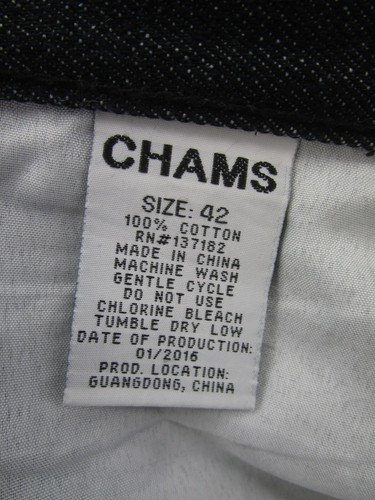 CHAMS
SIZE: 42
100% COTTON
RN#137182
MADE IN CHINA
MACHINE WASH
GENTLE CYCLE
DO NOT USE
CHLORINE BLEACH
TUMBLE DRY LOW
DATE OF PRODUCTION:
01/2016
PROD. LOCATION:
GUANGDONG, CHINA